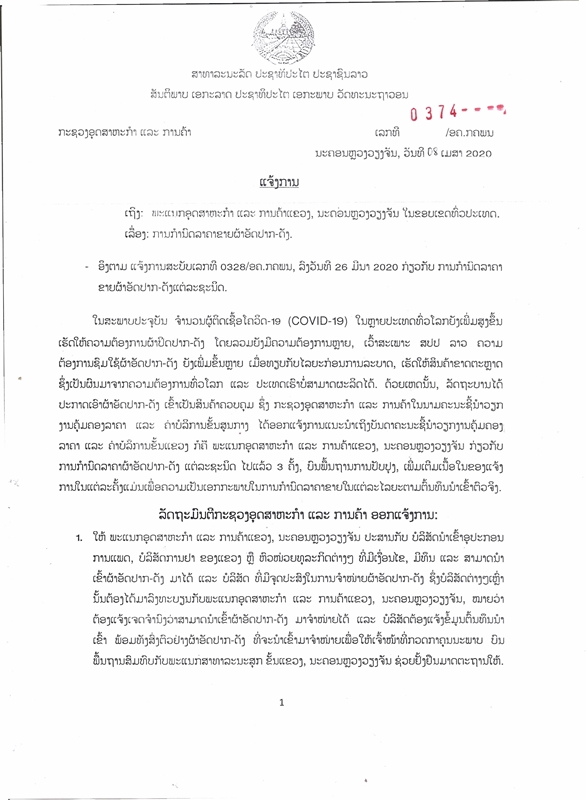 ສາທາລະນະລັດ ປະຊາທິປະໄຕ ປະຊາຊົນລາວ
ສັນຕິພາບ ເອກະລາດ ປະຊາທິປະໄຕ ເອກະພາບ ວັດທະນະຖາວອນ
0374
ກະຊວງອຸດສາຫະກໍາ ແລະ ການຄ້າ ເລກທີ /ອຄ.ກຄພນ
ນະຄອນຫຼວງວຽງຈັນ, ວັນທີ 08 ເມສາ 2020
ແຈ້ງການ
ເຖິງ: ພະແນກອຸດສາຫະກໍາ ແລະ ການຄ້າແຂວງ, ນະຄອນຫຼວງວຽງຈັນ ໃນຂອບເຂດທົ່ວປະເທດ.
ເລື່ອງ: ການກໍານົດລາຄາຂາຍຜ້າອັດປາກ-ດັງ.
- ອີງຕາມ ແຈ້ງການສະບັບເລກທີ 0328/ອຄ.ກຄພນ, ລົງວັນທີ 26 ມີນາ 2020 ກ່ຽວກັບ ການກໍານົດລາຄາ
ຂາຍຜ້າອັດປາກ-ດັງແຕ່ລະຊະນິດ.
ໃນສະພາບປະຈຸບັນ ຈໍານວນຜູ້ຕິດເຊື້ອໂຄວິດ-19 (COVID-19) ໃນຫຼາຍປະເທດທົ່ວໂລກຍັງເພີ່ມສູງຂຶ້ນ
ເຮັດໃຫ້ຄວາມຕ້ອງການຜ້າປິດປາກ-ດັງ ໂດຍລວມຍັງມີຄວາມຕ້ອງການຫຼາຍ, ເວົ້າສະເພາະ ສປປ ລາວ ຄວາມ
ຕ້ອງການຊົມໃຊ້ຜ້າອັດປາກ-ດັງ ຍັງເພີ່ມຂຶ້ນຫຼາຍ ເມື່ອທຽບກັບໄລຍະກ່ອນການລະບາດ, ເຮັດໃຫ້ສິນຄ້າຂາດຕະຫຼາດ
ຊຶ່ງເປັນຜົນມາຈາກຄວາມຕ້ອງການທົ່ວໂລກ ແລະ ປະເທດເຮົາບໍ່ສາມາດຜະລິດໄດ້. ດ້ວຍເຫດນັ້ນ, ລັດຖະບານໄດ້
ປະກາດເອົາຜ້າອັດປາກ-ດັງ ເຂົ້າເປັນສິນຄ້າຄວບຄຸມ ຊຶ່ງ ກະຊວງອຸດສາຫະກໍາ ແລະ ການຄ້າໃນນາມຄະນະຊີ້ນໍາວຽກ
ງານຄຸ້ມຄອງລາຄາ ແລະ ຄ່າບໍລິການຂັ້ນສູນກາງ ໄດ້ອອກແຈ້ງການແນະນໍາເຖິງບັນດາຄະນະຊີ້ນໍາວຽກງານຄຸ້ມຄອງ
ລາຄາ ແລະ ຄ່າບໍລິການຂັ້ນແຂວງ ກໍຄື ພະແນກອຸດສາຫະກໍາ ແລະ ການຄ້າແຂວງ, ນະຄອນຫຼວງວຽງຈັນ ກ່ຽວກັບ
ການກໍານົດລາຄາຜ້າອັດປາກ-ດັງ ແຕ່ລະຊະນິດ ໄປແລ້ວ 3 ຄັ້ງ, ບົນພື້ນຖານການປັບປຸງ, ເພີ່ມເຕີມເນື້ອໃນຂອງແຈ້ງ
ການໃນແຕ່ລະຄັ້ງແມ່ນເພື່ອຄວາມເປັນເອກະພາບໃນການກໍານົດລາຄາຂາຍໃນແຕ່ລະໄລຍະຕາມຕົ້ນທຶນນໍາເຂົ້າຕົວຈິງ.
ລັດຖະມົນຕີກະຊວງອຸດສາຫະກໍາ ແລະ ການຄ້າ ອອກແຈ້ງການ:
1. ໃຫ້ ພະແນກອຸດສາຫະກໍາ ແລະ ການຄ້າແຂວງ, ນະຄອນຫຼວງວຽງຈັນ ປະສານກັບ ບໍລິສັດນໍາເຂົ້າອຸປະກອນ
ການແພດ, ບໍລິສັດການຢາ ຂອງແຂວງ ຫຼື ຫົວໜ່ວຍທຸລະກິດຕ່າງໆ ທີ່ມີເງື່ອນໄຂ, ມີທຶນ ແລະ ສາມາດນໍາ
ເຂົ້າຜ້າອັດປາກ-ດັງ ມາໄດ້ ແລະ ບໍລິສັດ ທີ່ມີຈຸດປະສົງໃນການຈໍາໜ່າຍຜ້າອັດປາກ-ດັງ ຊຶ່ງບໍລິສັດຕ່າງໆເຫຼົ່າ
ນັ້ນຕ້ອງໄດ້ມາລົງທະບຽນກັບພະແນກອຸດສາຫະກໍາ ແລະ ການຄ້າແຂວງ, ນະຄອນຫຼວງວຽງຈັນ, ໝາຍວ່າ
ຕ້ອງແຈ້ງເຈດຈໍານົງວ່າສາມາດນໍາເຂົ້າຜ້າອັດປາກ-ດັງ ມາຈໍາໜ່າຍໄດ້ ແລະ ບໍລິສັດຕ້ອງແຈ້ງຂໍ້ມູນຕົ້ນທຶນນໍາ
ເຂົ້າ ພ້ອມທັງສົ່ງຕົວຢ່າງຜ້າອັດປາກ-ດັງ ທີ່ຈະນໍາເຂົ້າມາຈໍາໜ່າຍເພື່ອໃຫ້ເຈົ້າໜ້າທີ່ກວດກາຄຸນນະພາບ ບົນ
ພື້ນຖານສົມທົບກັບພະແນກສາທາລະນະສຸກ ຂັ້ນແຂວງ, ນະຄອນຫຼວງວຽງຈັນ ຊ່ວຍຢັ້ງຢືນມາດຕະຖານໃຫ້.
1